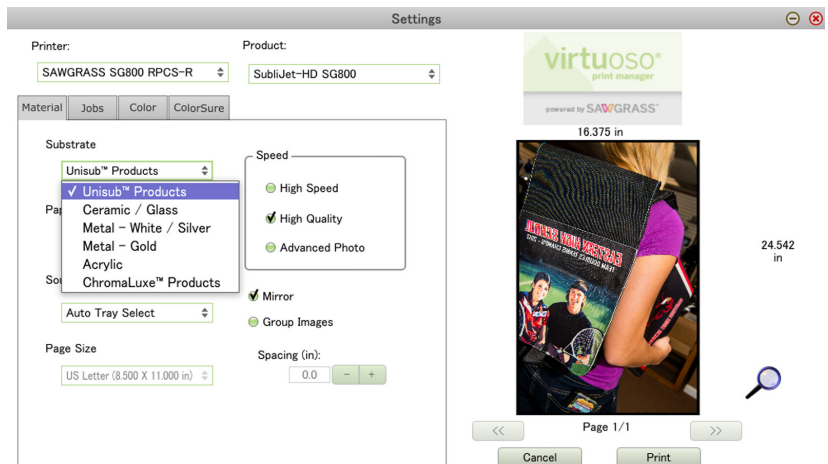 Settings
Printer:
SAWGRASS SG800 RPCS-R
Product:
SubliJet-HD SG800
Material
Jobs
Color
ColorSure
Substrate
Unisub™ Products
✓ Unisub™ Products
Ceramic / Glass
Metal - White / Silver
Metal - Gold
Acrylic
ChromaLuxe™ Products
Pap
Sou
Auto Tray Select
Page Size
US Letter (8.500 X 11.000 in)
Speed
High Speed
High Quality
Advanced Photo
Mirror
Group Images
Spacing (in):
0.0
- +
virtuoso
print manager
powered by SAWGRASS™
16.375 in
24.542
in
<< Page 1/1 >>
Cancel
Print